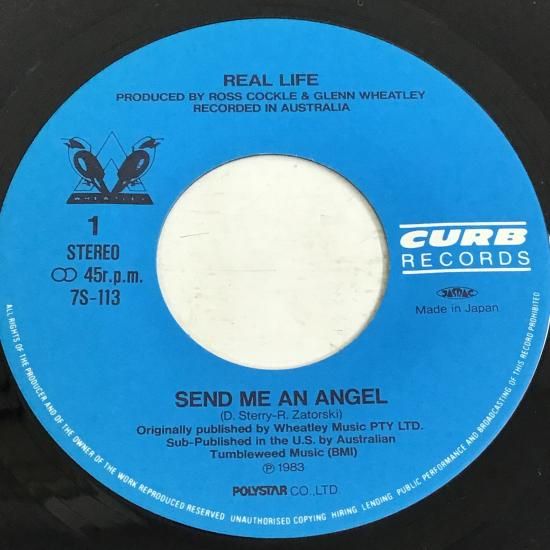 REAL LIFE
PRODUCED BY ROSS COCKLE & GLENN WHEATLEY
RECORDED IN AUSTRALIA
WHEATLEY
1
STEREO
45r.p.m.
7S-113
CURB
RECORDS
JASRAC
Made in Japan
SEND ME AN ANGEL
(D. Sterry-R. Zatorski)
Originally published by Wheatley Music PTY LTD.
Sub-Published in the U.S. by Australian
Tumbleweed Music (BMI)
℗ 1983
POLYSTAR CO., LTD.
ALL RIGHTS OF THE PRODUCER AND OF THE OWNER OF THE WORK REPRODUCED RESERVED UNAUTHORISED COPYING HIRING LENDING PUBLIC PERFORMANCE AND BROADCASTING OF THIS RECORD PROHIBITED